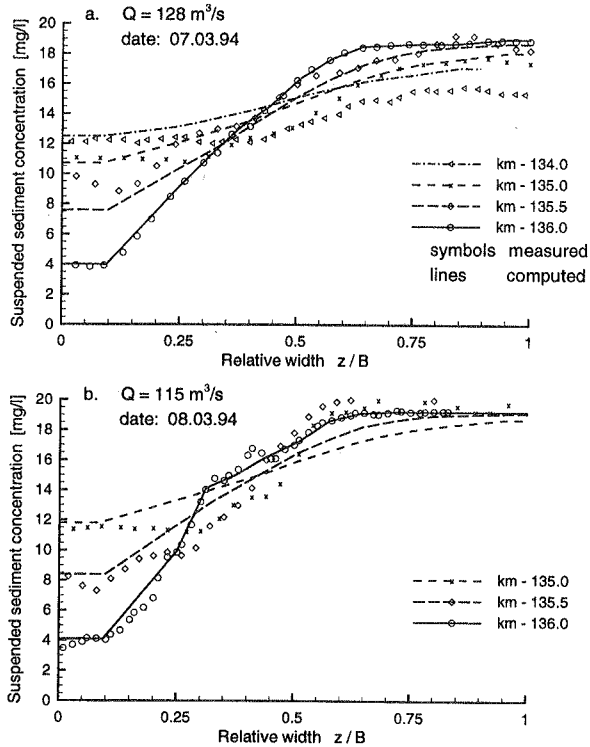 a. Q = 128 m³/s
date: 07.03.94
Suspended sediment concentration [mg/l]
20
18
16
14
12
10
8
6
4
2
0
km - 134.0
km - 135.0
km - 135.5
km - 136.0
symbols measured
lines computed
0 0.25 0.50 0.75 1
Relative width z / B
b. Q = 115 m³/s
date: 08.03.94
Suspended sediment concentration [mg/l]
20
18
16
14
12
10
8
6
4
2
0
km - 135.0
km - 135.5
km - 136.0
0 0.25 0.50 0.75 1
Relative width z / B